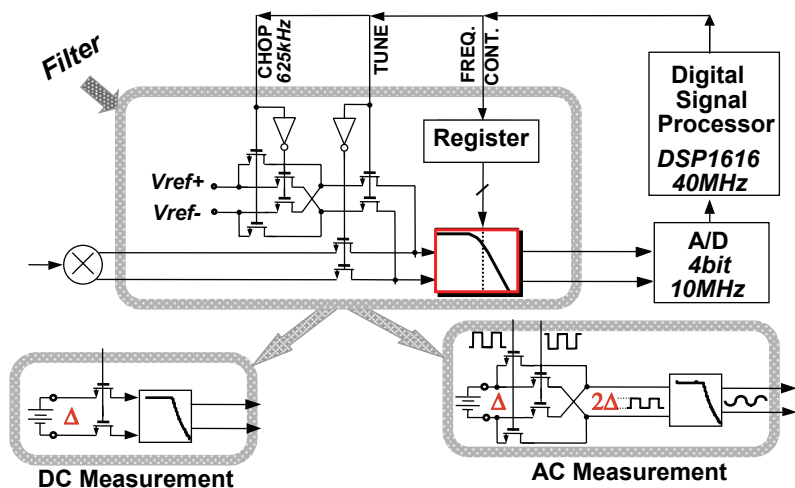 Filter
CHOP
625kHz
TUNE
FREQ.
CONT.
Digital
Signal
Processor
DSP1616
40MHz
Register
Vref+
Vref-
A/D
4bit
10MHz
Δ
DC Measurement
Δ
2Δ
AC Measurement